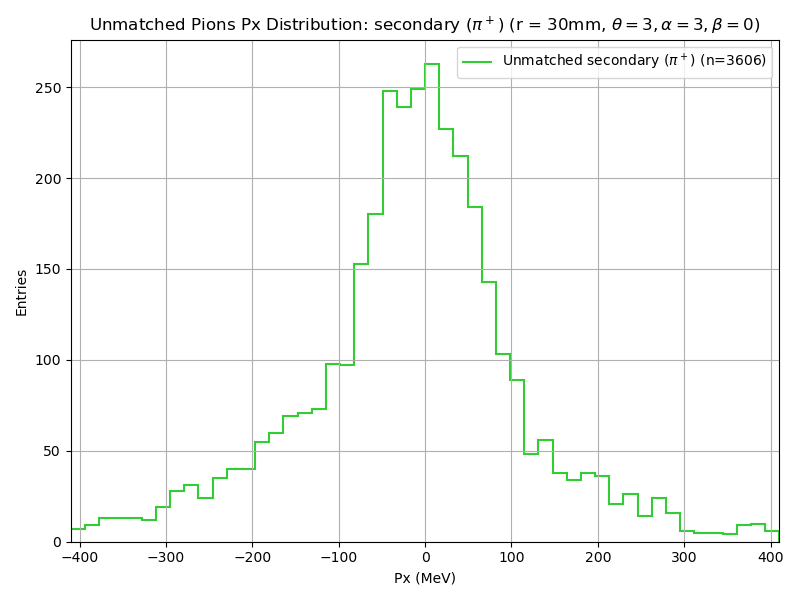 Unmatched Pions Px Distribution: secondary (π⁺) (r = 30mm, θ = 3, α = 3, β = 0)
Unmatched secondary (π⁺) (n=3606)
250
200
150
100
50
0
Entries
−400 −300 −200 −100 0 100 200 300 400
Px (MeV)